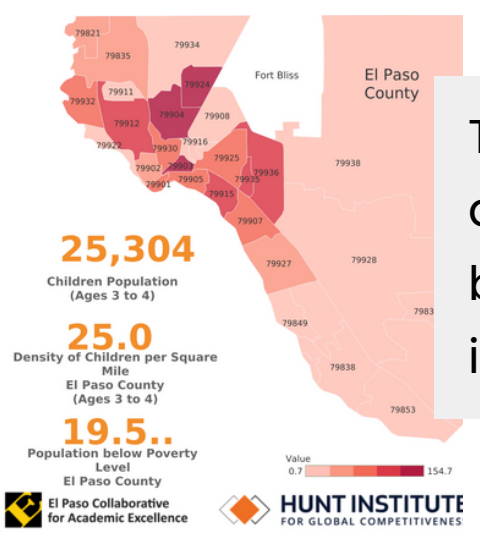 79821
79934
79835
Fort Bliss
El Paso
County
79924
79911
79932
79904
79908
79912
79922
79930
79916
79938
79925
79902
79936
79935
79905
79901
79915
79907
79927
79928
79849
79838
79853
25,304
Children Population
(Ages 3 to 4)
25.0
Density of Children per Square
Mile
El Paso County
(Ages 3 to 4)
19.5..
Population below Poverty
Level
El Paso County
Value
0.7
154.7
El Paso Collaborative
for Academic Excellence
HUNT INSTITUTE
FOR GLOBAL COMPETITIVENES